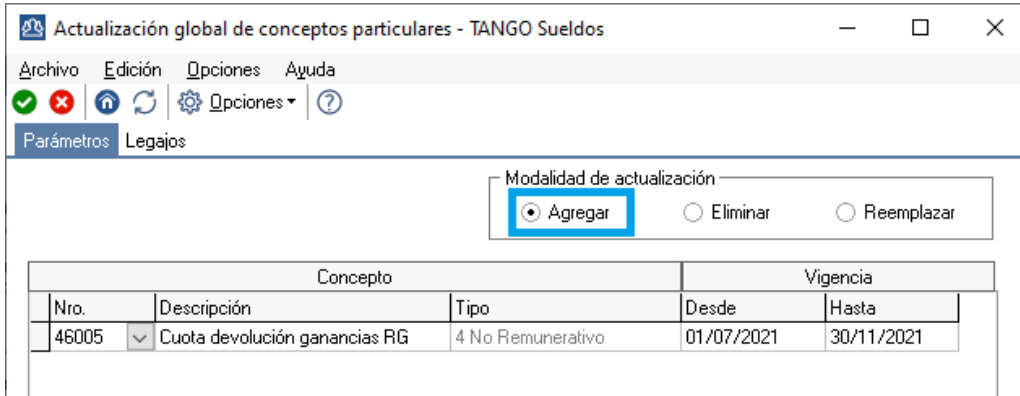 Actualización global de conceptos particulares - TANGO Sueldos
Archivo Edición Opciones Ayuda
Opciones
Parámetros Legajos
Modalidad de actualización
Agregar Eliminar Reemplazar
Concepto Vigencia
Nro. Descripción Tipo Desde Hasta
46005 Cuota devolución ganancias RG 4 No Remunerativo 01/07/2021 30/11/2021